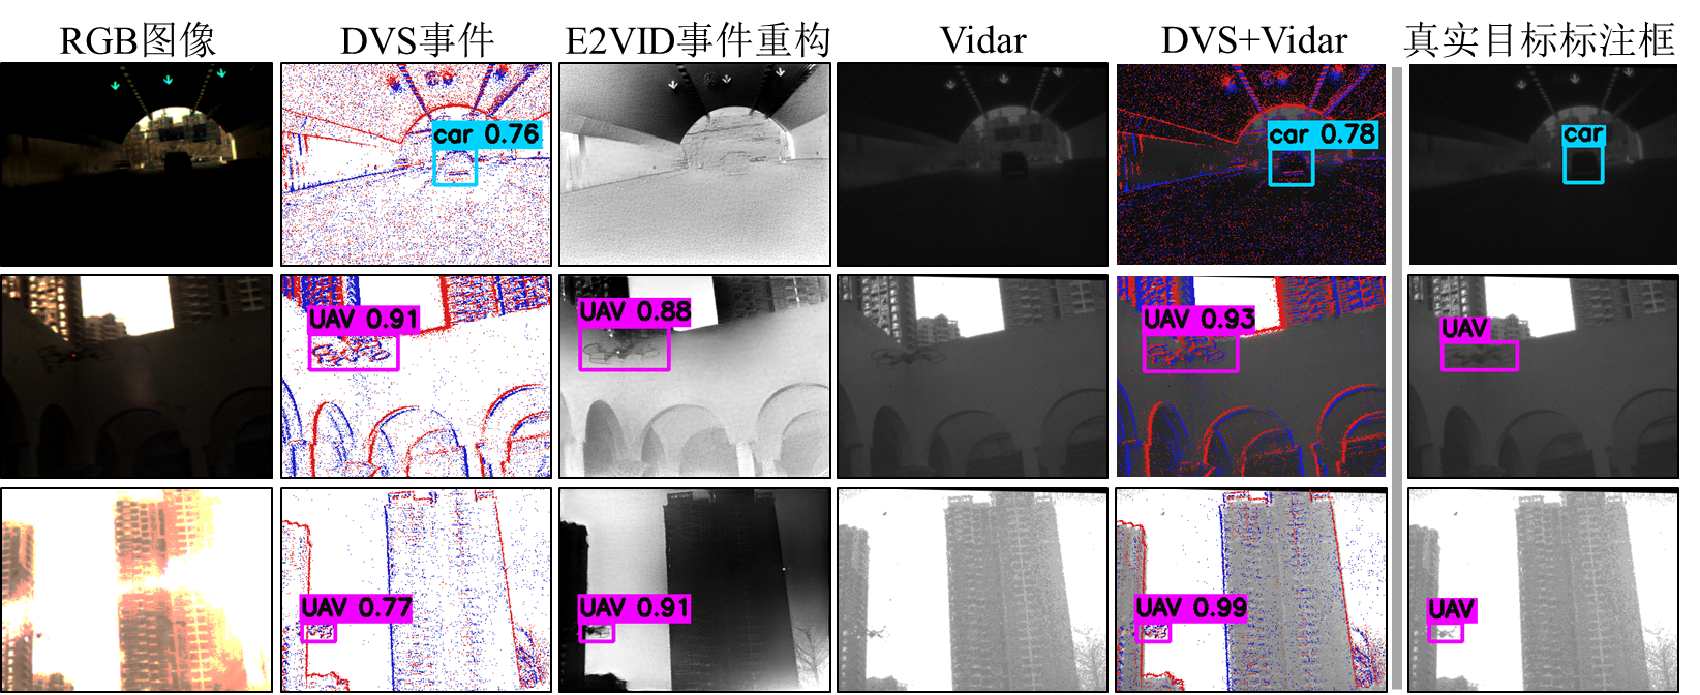 RGB图像 DVS事件 E2VID事件重构 Vidar DVS+Vidar 真实目标标注框
car 0.76 car 0.78 car
UAV 0.91 UAV 0.88 UAV 0.93 UAV
UAV 0.77 UAV 0.91 UAV 0.99 UAV